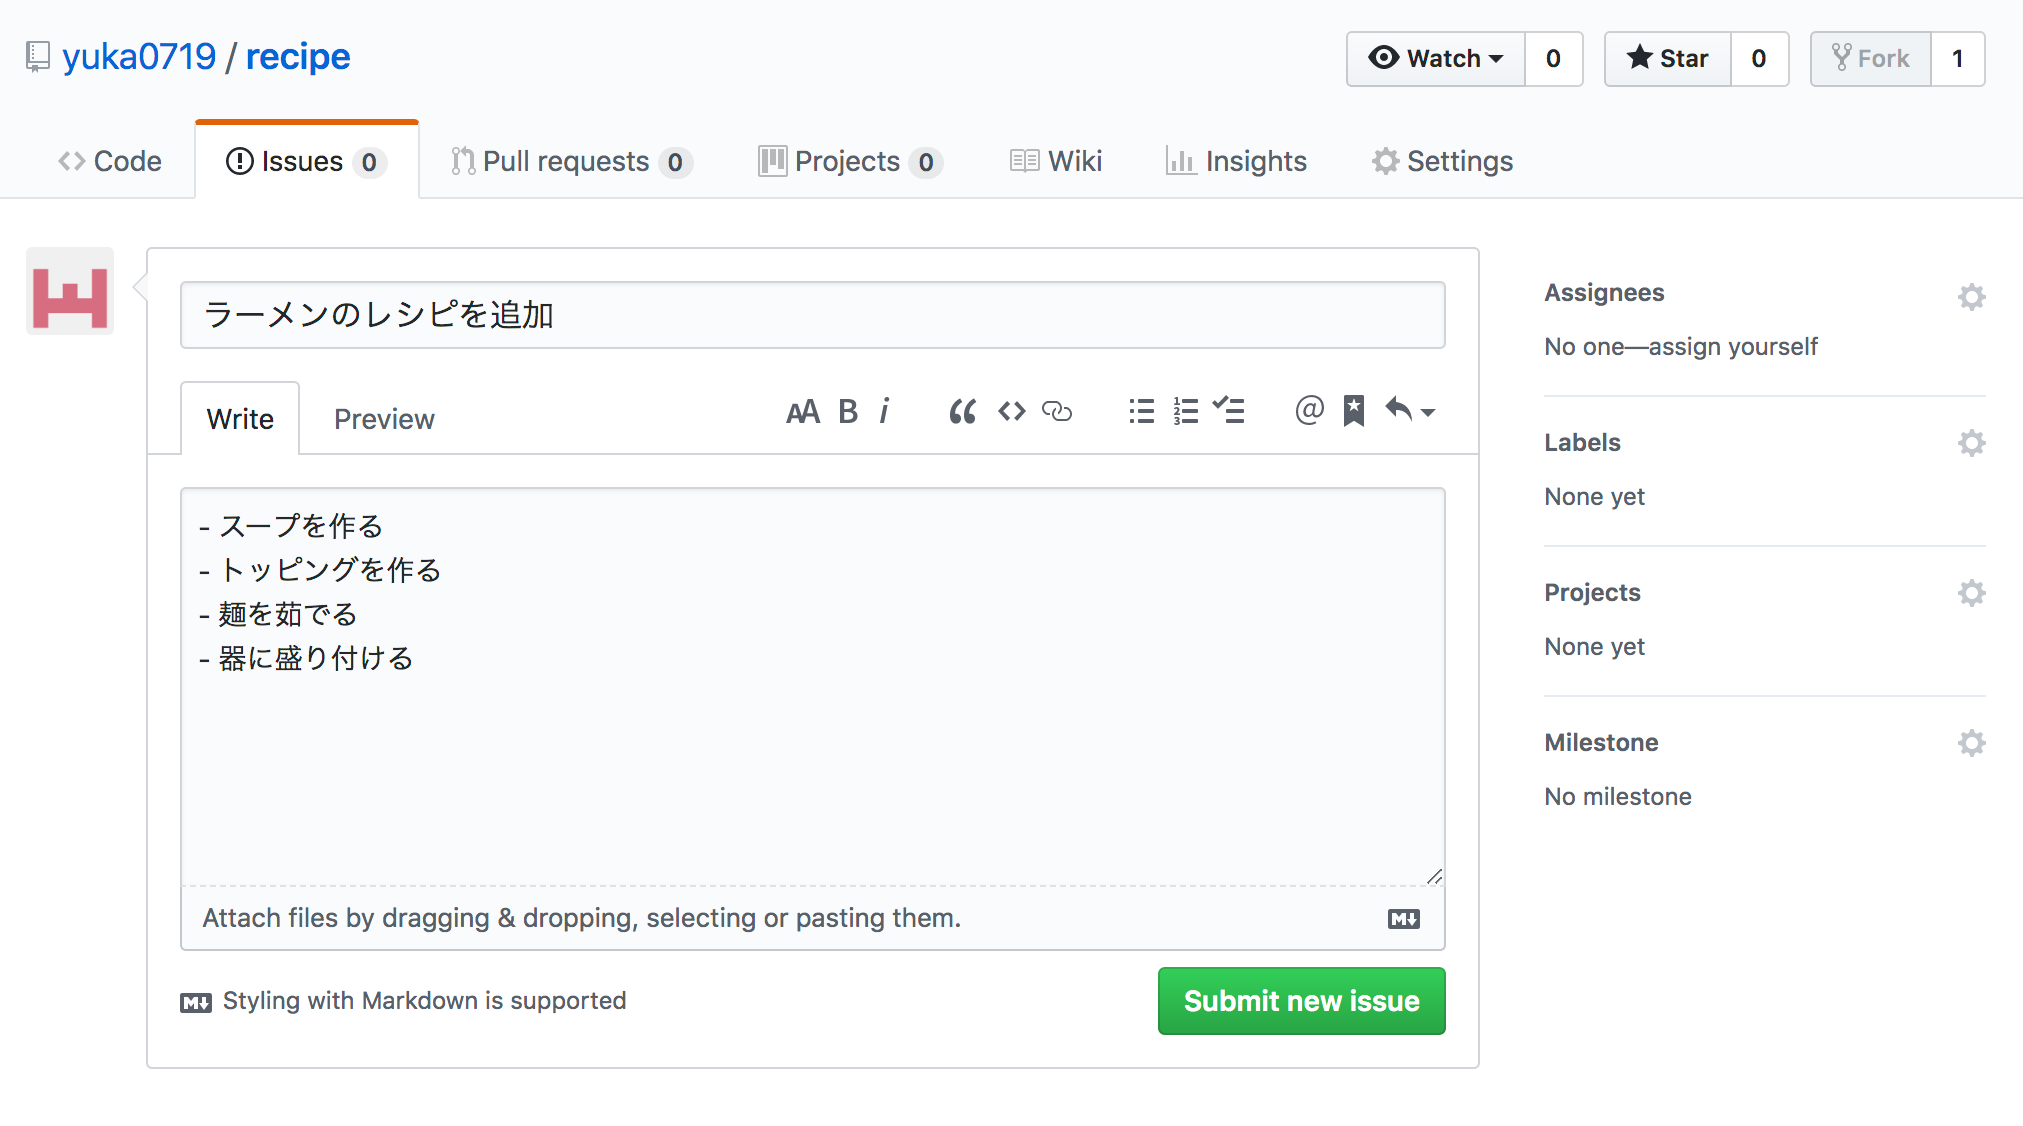 yuka0719 / recipe
Watch 0 Star 0 Fork 1
Code Issues 0 Pull requests 0 Projects 0 Wiki Insights Settings
ラーメンのレシピを追加
Write Preview
AA B i
- スープを作る
- トッピングを作る
- 麺を茹でる
- 器に盛り付ける
Attach files by dragging & dropping, selecting or pasting them.
Styling with Markdown is supported
Submit new issue
Assignees
No one—assign yourself
Labels
None yet
Projects
None yet
Milestone
No milestone